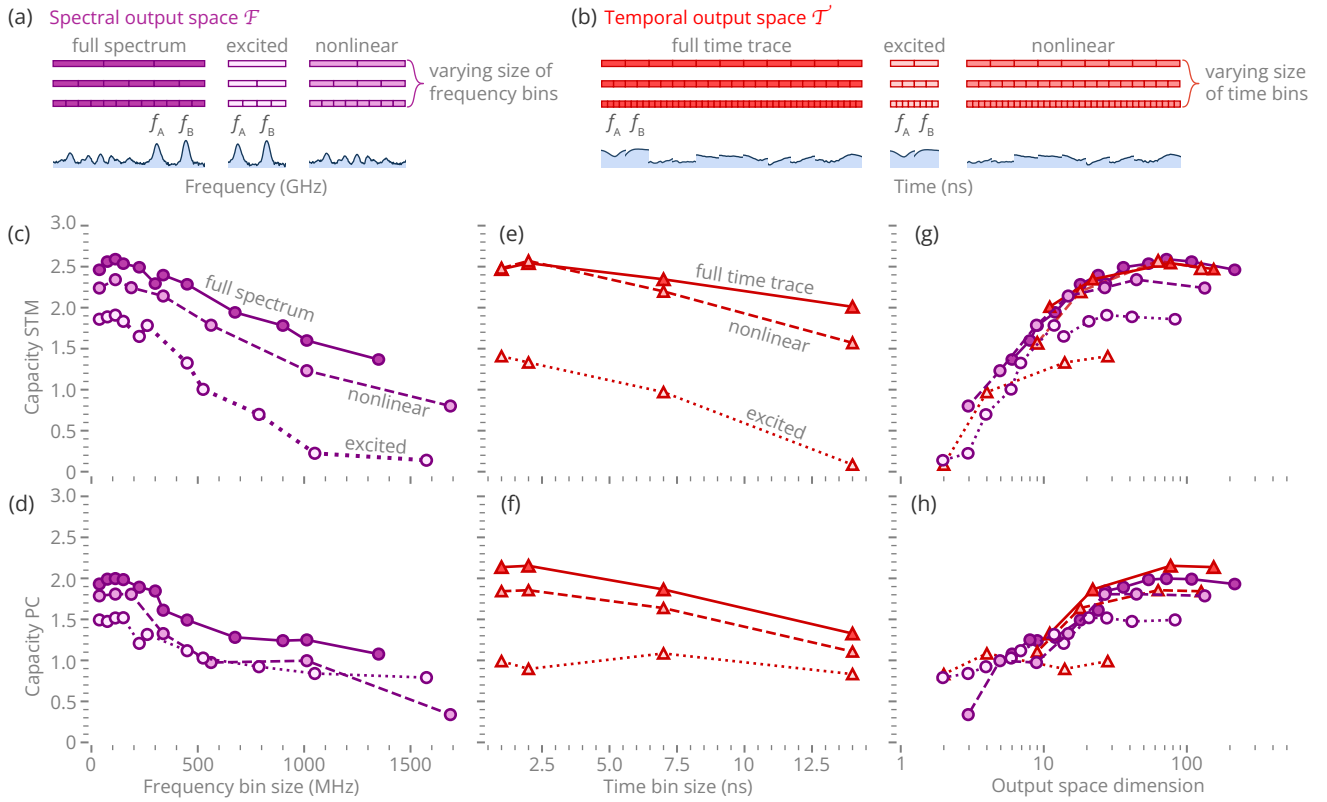 (a) Spectral output space ℱ
full spectrum excited nonlinear
varying size of
frequency bins
f_A f_B f_A f_B
Frequency (GHz)
(b) Temporal output space 𝒯
full time trace excited nonlinear
varying size
of time bins
f_A f_B f_A f_B
Time (ns)
(c)
Capacity STM
3.0
2.5
2.0
1.5
1.0
0.5
0
full spectrum
nonlinear
excited
(e)
full time trace
nonlinear
excited
(g)
(d)
Capacity PC
3.0
2.5
2.0
1.5
1.0
0.5
0
0 500 1000 1500
Frequency bin size (MHz)
(f)
2.5 5.0 7.5 10.0 12.5
Time bin size (ns)
(h)
1 10 100
Output space dimension